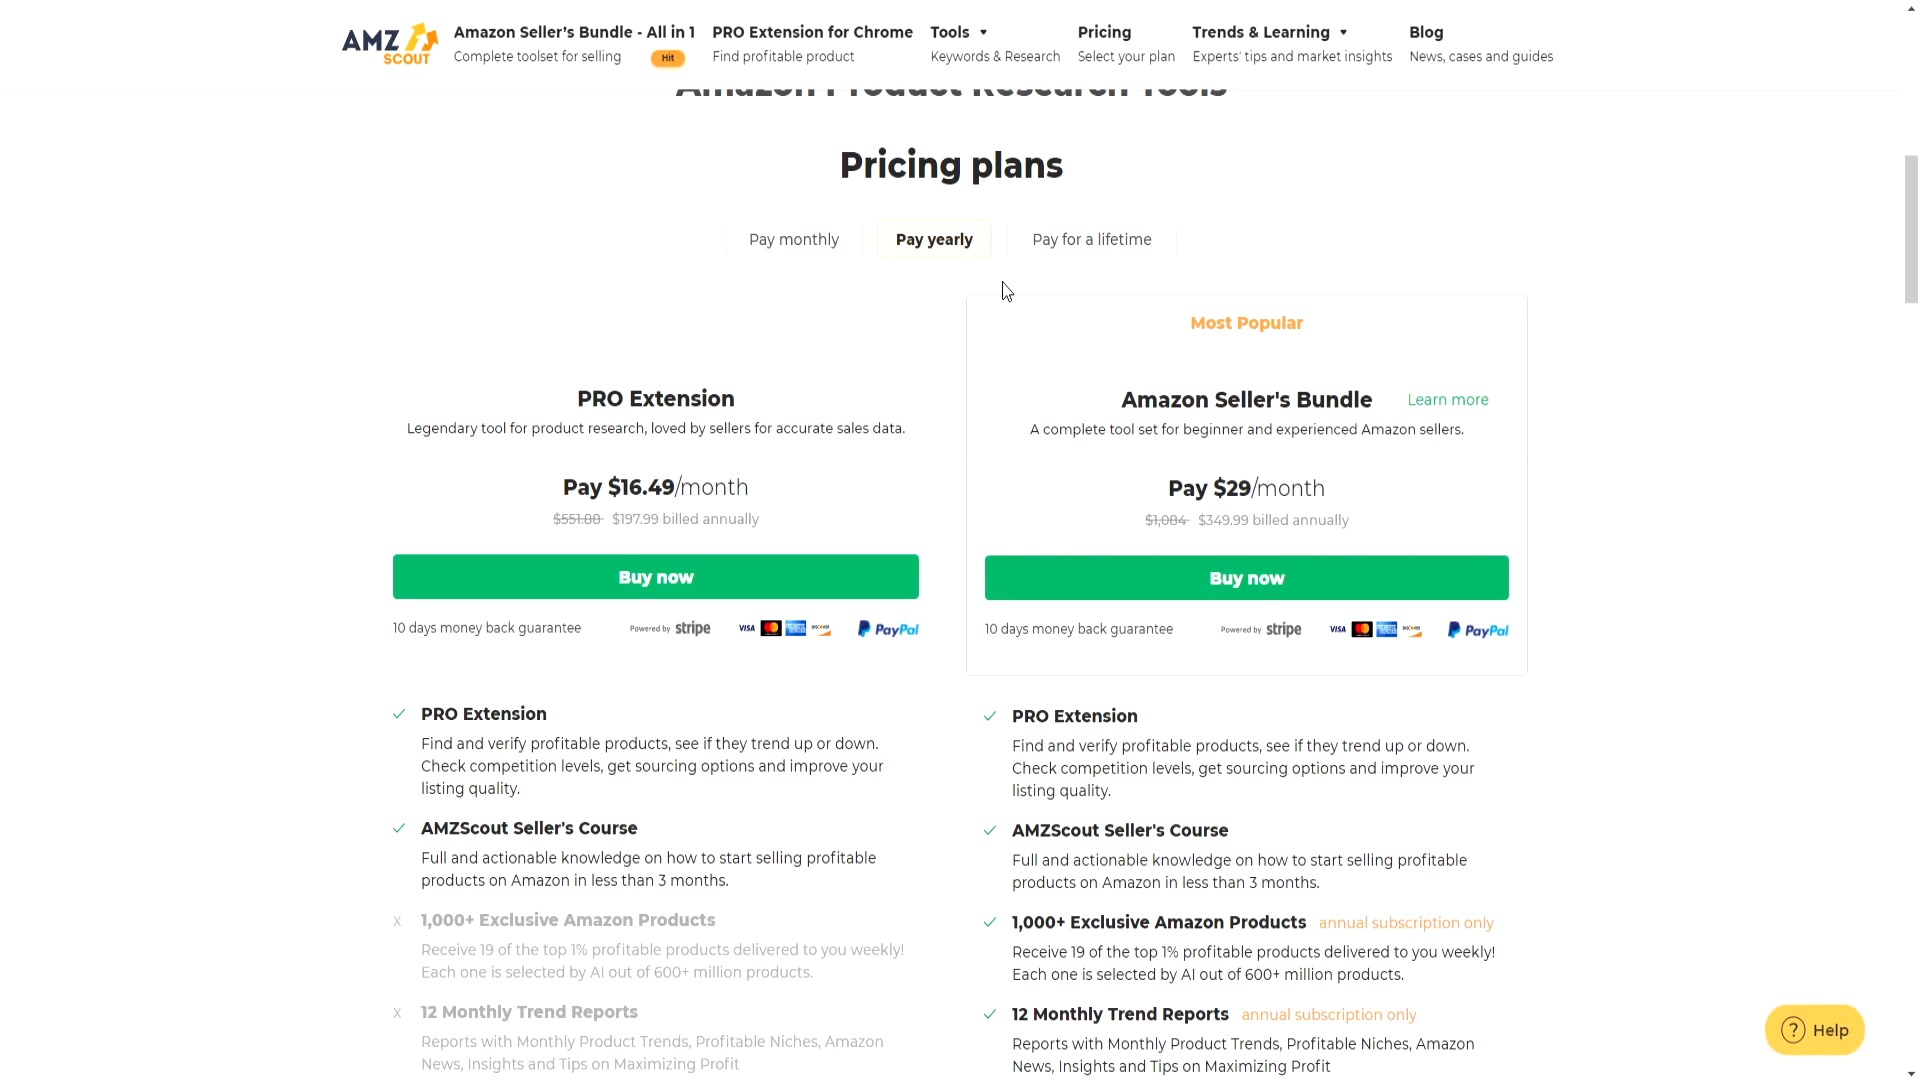 AMZ SCOUT
Amazon Seller's Bundle - All in 1
Complete toolset for selling
Hit
PRO Extension for Chrome
Find profitable product
Tools
Keywords & Research
Pricing
Select your plan
Trends & Learning
Experts' tips and market insights
Blog
News, cases and guides
Amazon Product Research Tools
Pricing plans
Pay monthly
Pay yearly
Pay for a lifetime
PRO Extension
Legendary tool for product research, loved by sellers for accurate sales data.
Pay $16.49/month
$551.88 $197.99 billed annually
Buy now
10 days money back guarantee
Powered by stripe
VISA
DISCOVER
PayPal
Most Popular
Amazon Seller's Bundle
Learn more
A complete tool set for beginner and experienced Amazon sellers.
Pay $29/month
$1,084 $349.99 billed annually
Buy now
10 days money back guarantee
Powered by stripe
VISA
DISCOVER
PayPal
PRO Extension
Find and verify profitable products, see if they trend up or down.
Check competition levels, get sourcing options and improve your
listing quality.
AMZScout Seller's Course
Full and actionable knowledge on how to start selling profitable
products on Amazon in less than 3 months.
X 1,000+ Exclusive Amazon Products
Receive 19 of the top 1% profitable products delivered to you weekly!
Each one is selected by AI out of 600+ million products.
X 12 Monthly Trend Reports
Reports with Monthly Product Trends, Profitable Niches, Amazon
News, Insights and Tips on Maximizing Profit
PRO Extension
Find and verify profitable products, see if they trend up or down.
Check competition levels, get sourcing options and improve your
listing quality.
AMZScout Seller's Course
Full and actionable knowledge on how to start selling profitable
products on Amazon in less than 3 months.
1,000+ Exclusive Amazon Products annual subscription only
Receive 19 of the top 1% profitable products delivered to you weekly!
Each one is selected by AI out of 600+ million products.
12 Monthly Trend Reports annual subscription only
Reports with Monthly Product Trends, Profitable Niches, Amazon
News, Insights and Tips on Maximizing Profit
? Help